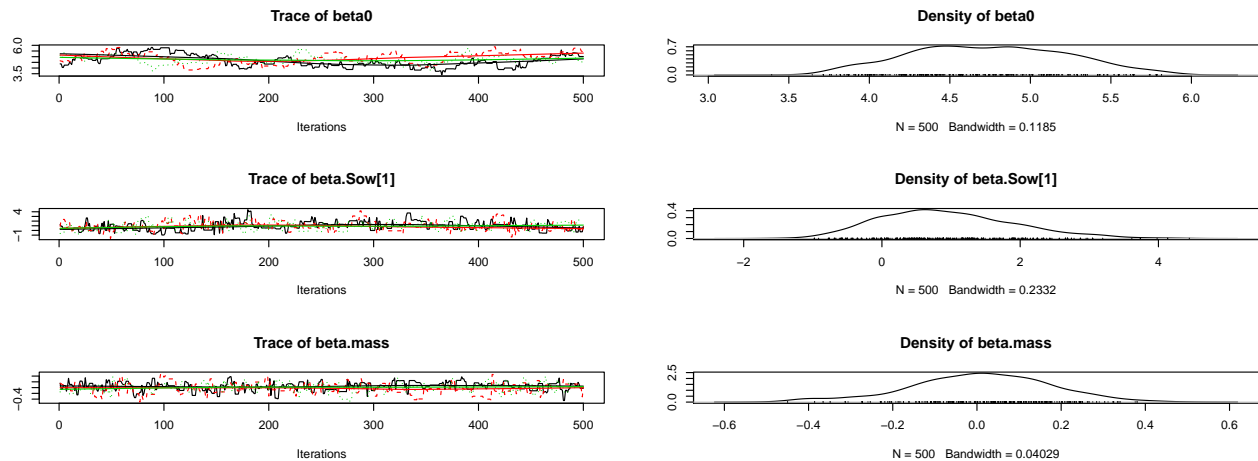 Trace of beta0
6.0
3.5
0 100 200 300 400 500
Iterations
Density of beta0
0.7
0.0
3.0 3.5 4.0 4.5 5.0 5.5 6.0
N = 500 Bandwidth = 0.1185
Trace of beta.Sow[1]
4
−1
0 100 200 300 400 500
Iterations
Density of beta.Sow[1]
0.4
0.0
−2 0 2 4
N = 500 Bandwidth = 0.2332
Trace of beta.mass
−0.4
0 100 200 300 400 500
Iterations
Density of beta.mass
2.5
0.0
−0.6 −0.4 −0.2 0.0 0.2 0.4 0.6
N = 500 Bandwidth = 0.04029